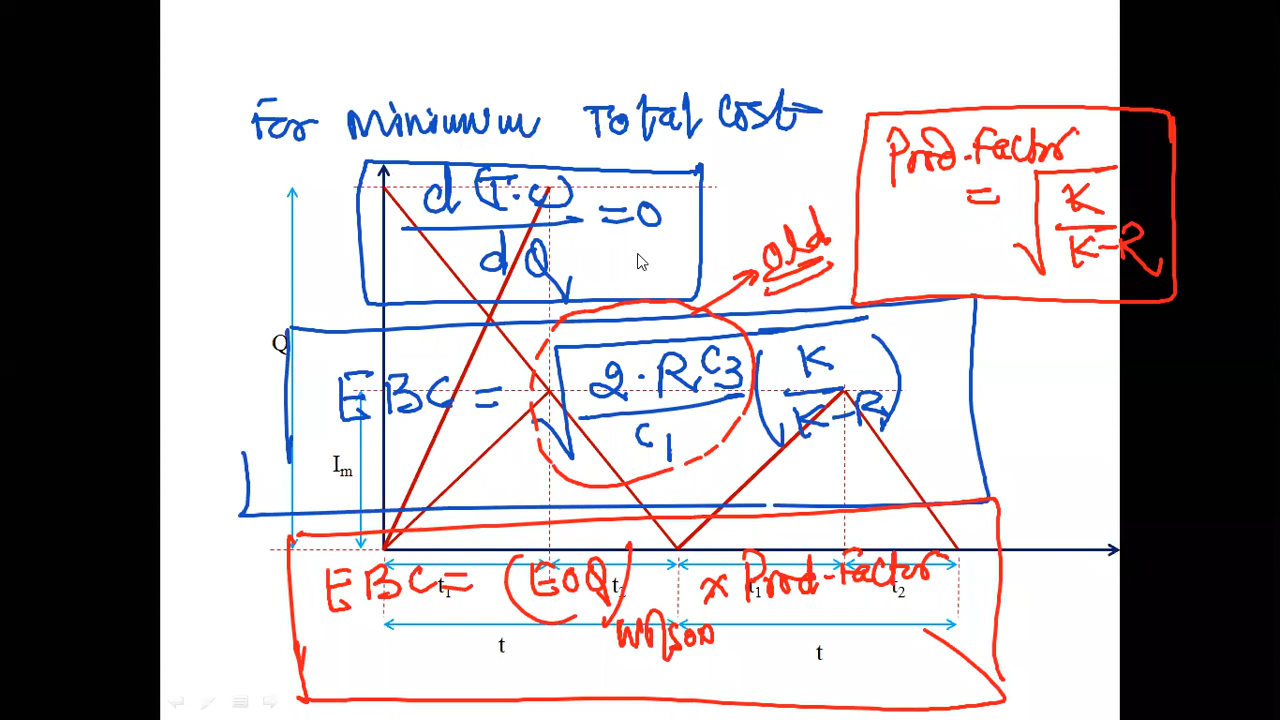 For Minimum Total Cost
d (T.C) / dQ = 0
Prod. Factor
= √ K / K-R
old
Q
EBC = √ 2.RC3 / C1 ( K / K-R )
Im
EBC = (EOQ) x Prod. Factor
Wilson
t1 t2 t1 t2
t t